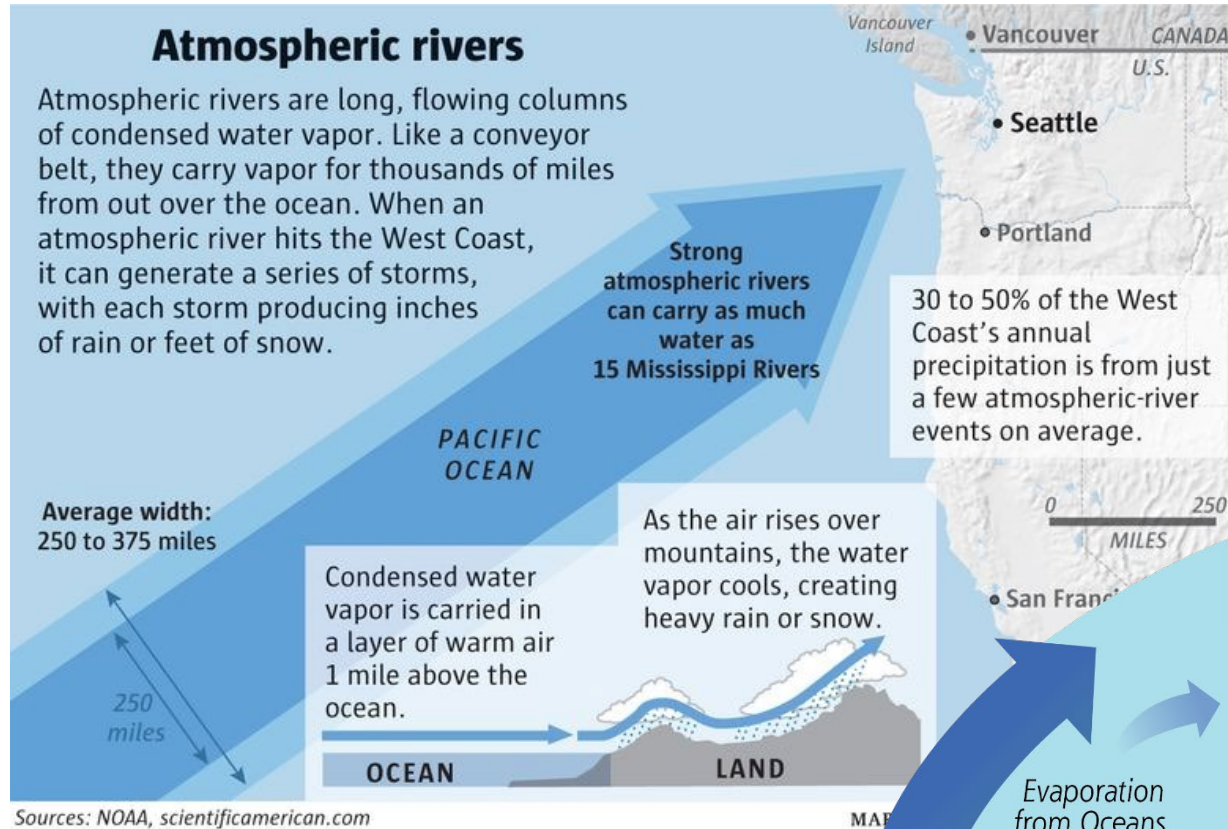 Atmospheric rivers
Atmospheric rivers are long, flowing columns
of condensed water vapor. Like a conveyor
belt, they carry vapor for thousands of miles
from out over the ocean. When an
atmospheric river hits the West Coast,
it can generate a series of storms,
with each storm producing inches
of rain or feet of snow.
Vancouver
Island
Vancouver
CANADA
U.S.
Seattle
Portland
Strong
atmospheric rivers
can carry as much
water as
15 Mississippi Rivers
30 to 50% of the West
Coast's annual
precipitation is from just
a few atmospheric-river
events on average.
PACIFIC
OCEAN
0 250
MILES
San
Average width:
250 to 375 miles
250
miles
Condensed water
vapor is carried in
a layer of warm air
1 mile above the
ocean.
As the air rises over
mountains, the water
vapor cools, creating
heavy rain or snow.
OCEAN
LAND
Evaporation
from Oceans
Sources: NOAA, scientificamerican.com